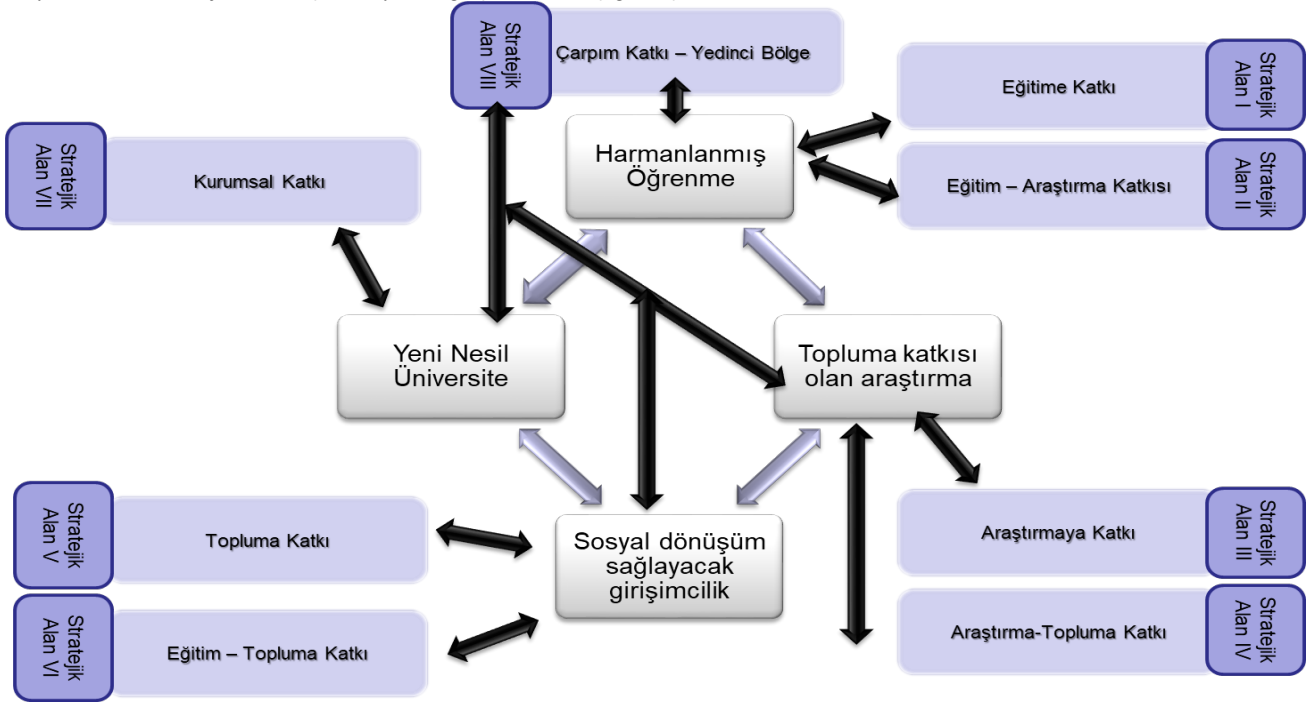 Stratejik
Alan VIII
Çarpım Katkı – Yedinci Bölge
Eğitime Katkı
Stratejik
Alan I
Harmanlanmış
Öğrenme
Stratejik
Alan VII
Kurumsal Katkı
Eğitim – Araştırma Katkısı
Stratejik
Alan II
Yeni Nesil
Üniversite
Topluma katkısı
olan araştırma
Stratejik
Alan V
Topluma Katkı
Sosyal dönüşüm
sağlayacak
girişimcilik
Araştırmaya Katkı
Stratejik
Alan III
Stratejik
Alan VI
Eğitim – Topluma Katkı
Araştırma-Topluma Katkı
Stratejik
Alan IV